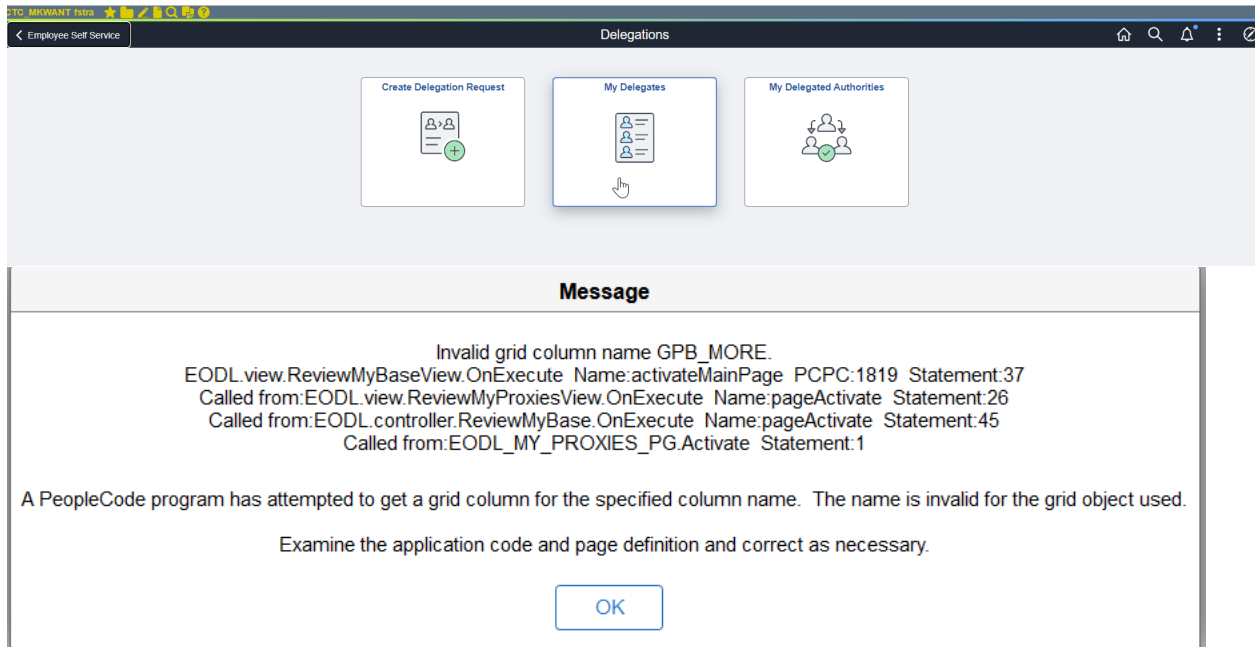 CTC MKWANT fstra
Employee Self Service
Delegations
Create Delegation Request
My Delegates
My Delegated Authorities
Message
Invalid grid column name GPB_MORE.
EODL.view.ReviewMyBaseView.OnExecute Name:activateMainPage PCPC:1819 Statement:37
Called from:EODL.view.ReviewMyProxiesView.OnExecute Name:pageActivate Statement:26
Called from:EODL.controller.ReviewMyBase.OnExecute Name:pageActivate Statement:45
Called from:EODL_MY_PROXIES_PG.Activate Statement:1
A PeopleCode program has attempted to get a grid column for the specified column name. The name is invalid for the grid object used.
Examine the application code and page definition and correct as necessary.
OK